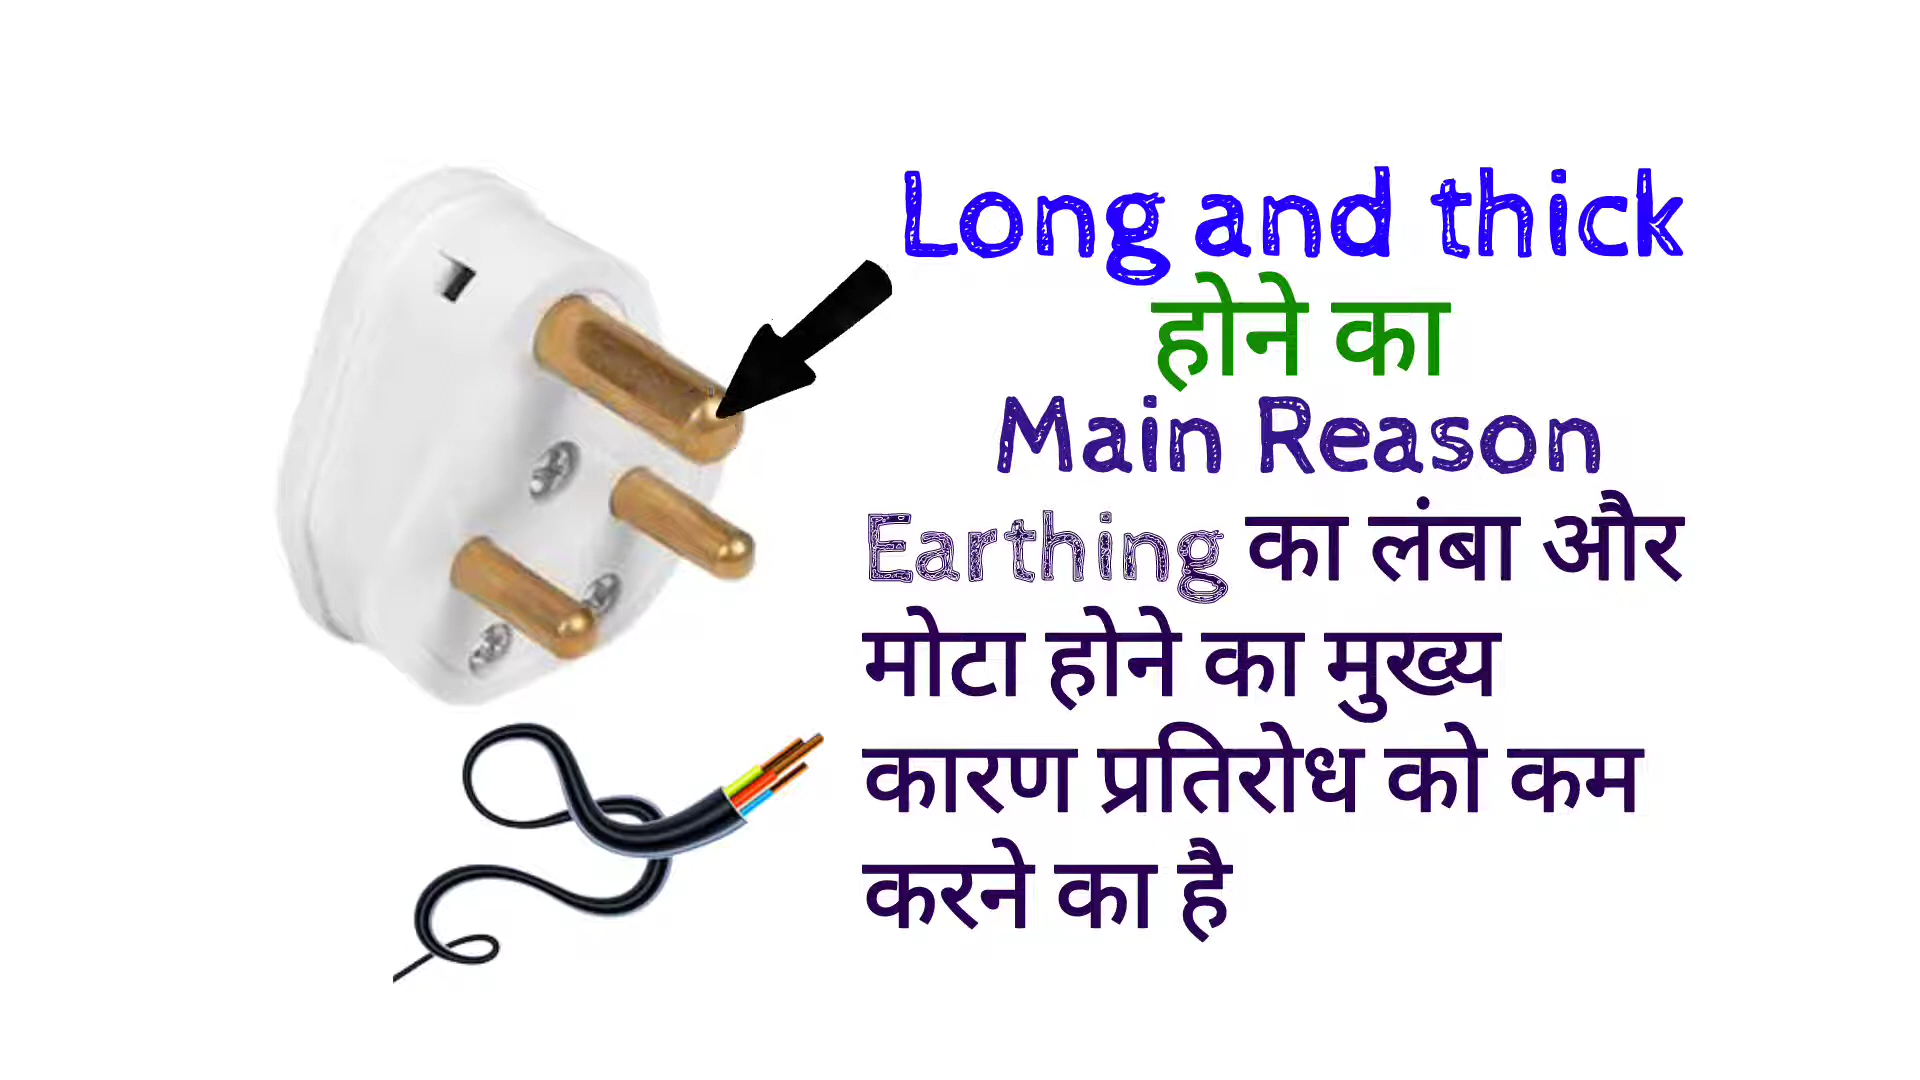 Long and thick
होने का
Main Reason
Earthing का लंबा और
मोटा होने का मुख्य
कारण प्रतिरोध को कम
करने का है